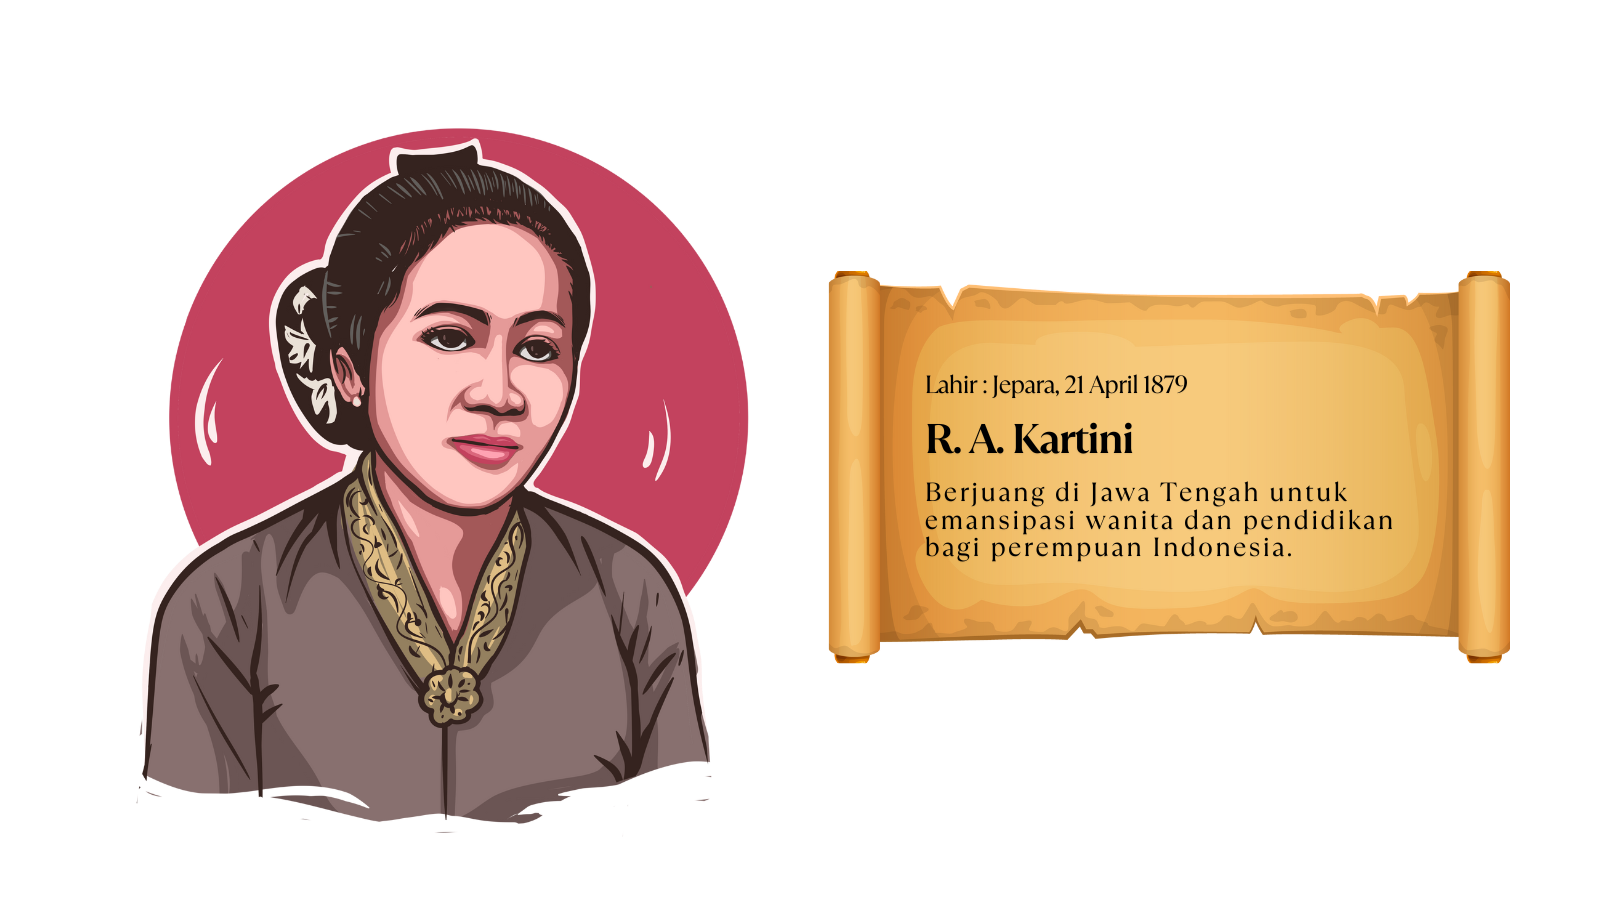 Lahir : Jepara, 21 April 1879
R. A. Kartini
Berjuang di Jawa Tengah untuk
emansipasi wanita dan pendidikan
bagi perempuan Indonesia.